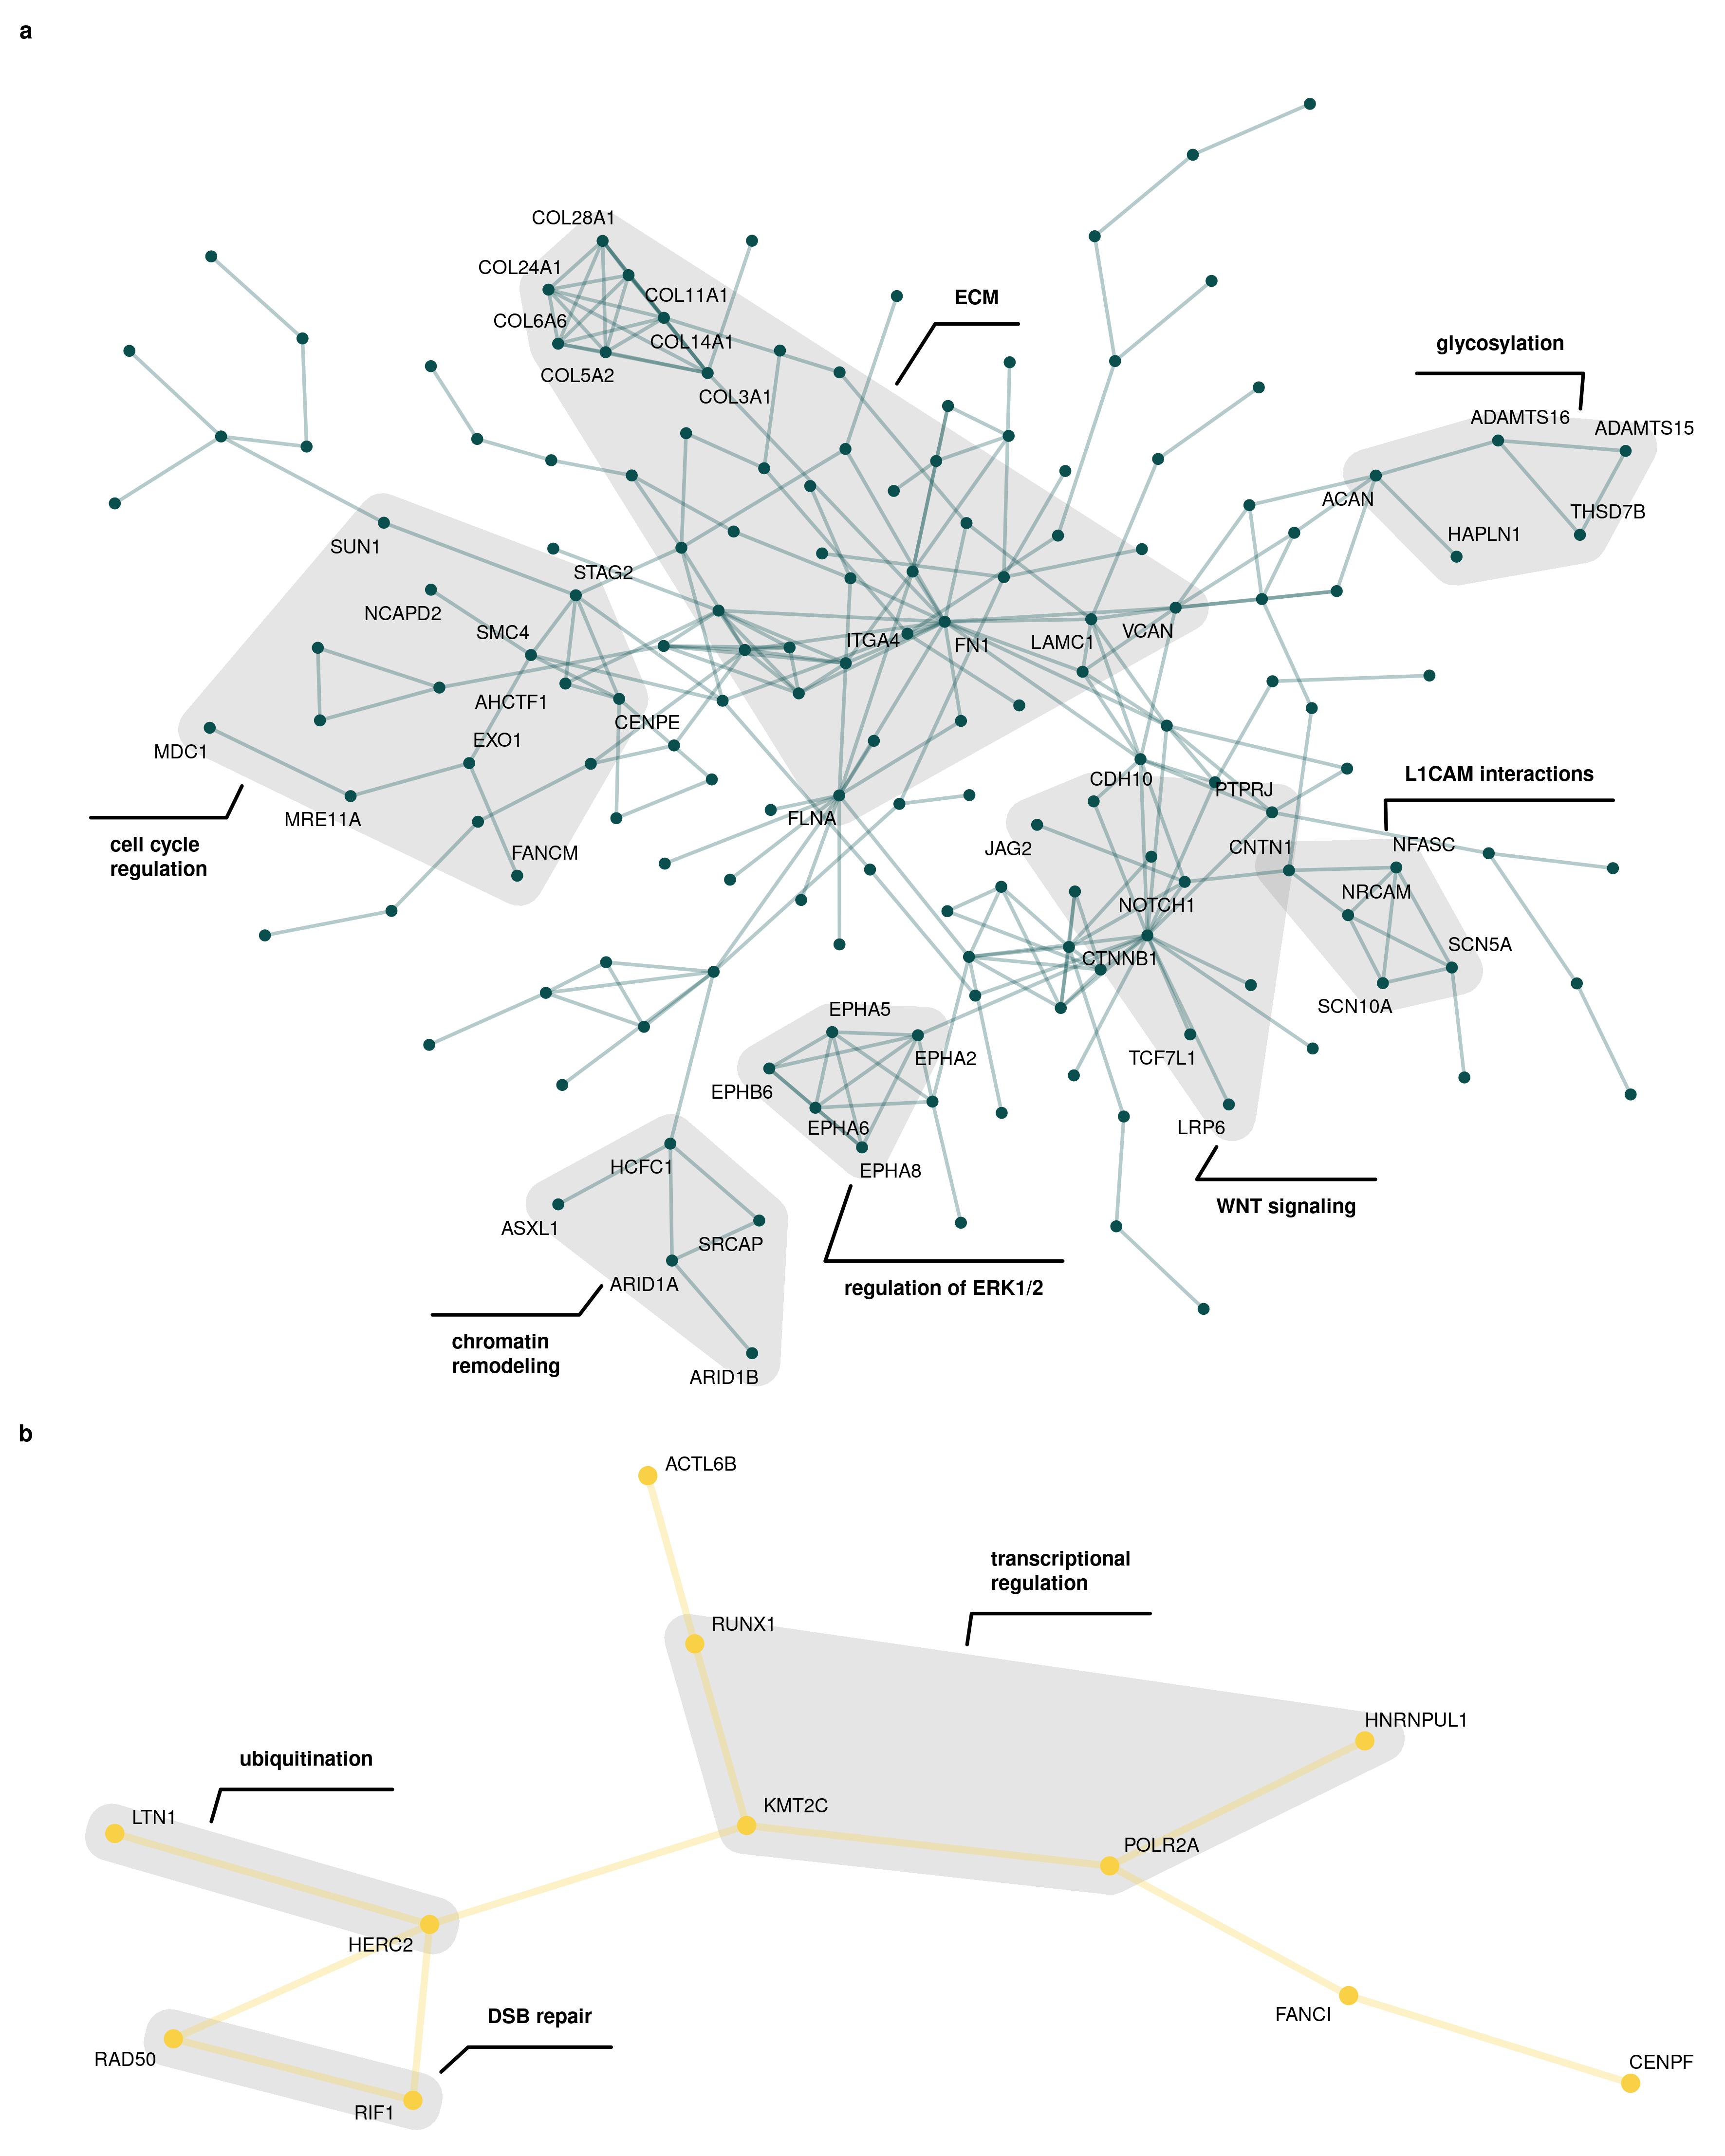 a
COL28A1
COL24A1
COL11A1
ECM
COL6A6
COL14A1
glycosylation
COL5A2
COL3A1
ADAMTS16
ADAMTS15
ACAN
THSD7B
HAPLN1
SUN1
STAG2
NCAPD2
SMC4
ITGA4
FN1
LAMC1
VCAN
AHCTF1
CENPE
EXO1
MDC1
CDH10
PTPRJ
L1CAM interactions
MRE11A
FLNA
cell cycle
regulation
JAG2
CNTN1
NFASC
FANCM
NRCAM
NOTCH1
SCN5A
CTNNB1
SCN10A
EPHA5
EPHA2
TCF7L1
EPHB6
EPHA6
LRP6
HCFC1
EPHA8
WNT signaling
ASXL1
SRCAP
ARID1A
regulation of ERK1/2
chromatin
remodeling
ARID1B
b
ACTL6B
transcriptional
regulation
RUNX1
HNRNPUL1
ubiquitination
KMT2C
LTN1
POLR2A
HERC2
DSB repair
FANCI
RAD50
CENPF
RIF1